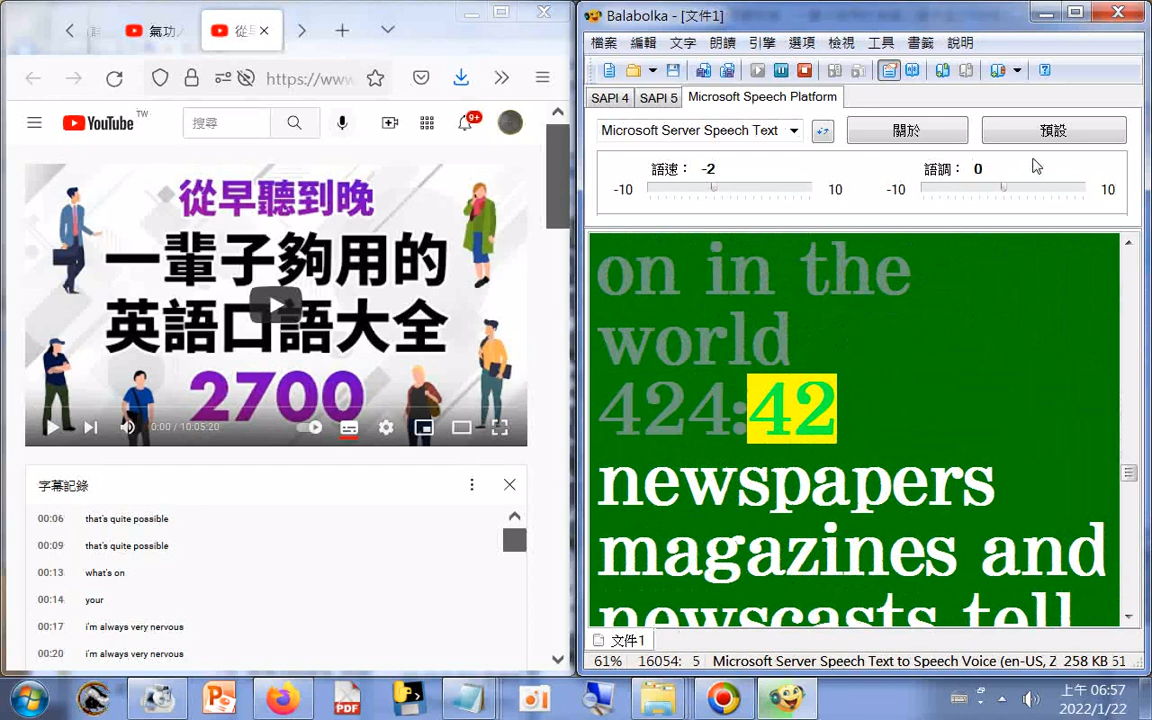 氣功
從
https://www
YouTube TW
搜尋
9+
從早聽到晚
一輩子夠用的
英語口語大全
2700
0:00 / 10:05:20
字幕記錄
00:06 that's quite possible
00:09 that's quite possible
00:13 what's on
00:14 your
00:17 i'm always very nervous
00:20 i'm always very nervous
Balabolka - [文件1]
檔案 編輯 文字 朗讀 引擎 選項 檢視 工具 書籤 說明
SAPI 4 SAPI 5 Microsoft Speech Platform
Microsoft Server Speech Text 關於 預設
語速： -2 語調： 0
-10 10 -10 10
on in the
world
424:42
newspapers
magazines and
newscasts tell
文件1
61% 16054: 5 Microsoft Server Speech Text to Speech Voice (en-US, Z 258 KB 51
PDF
上午 06:57
2022/1/22